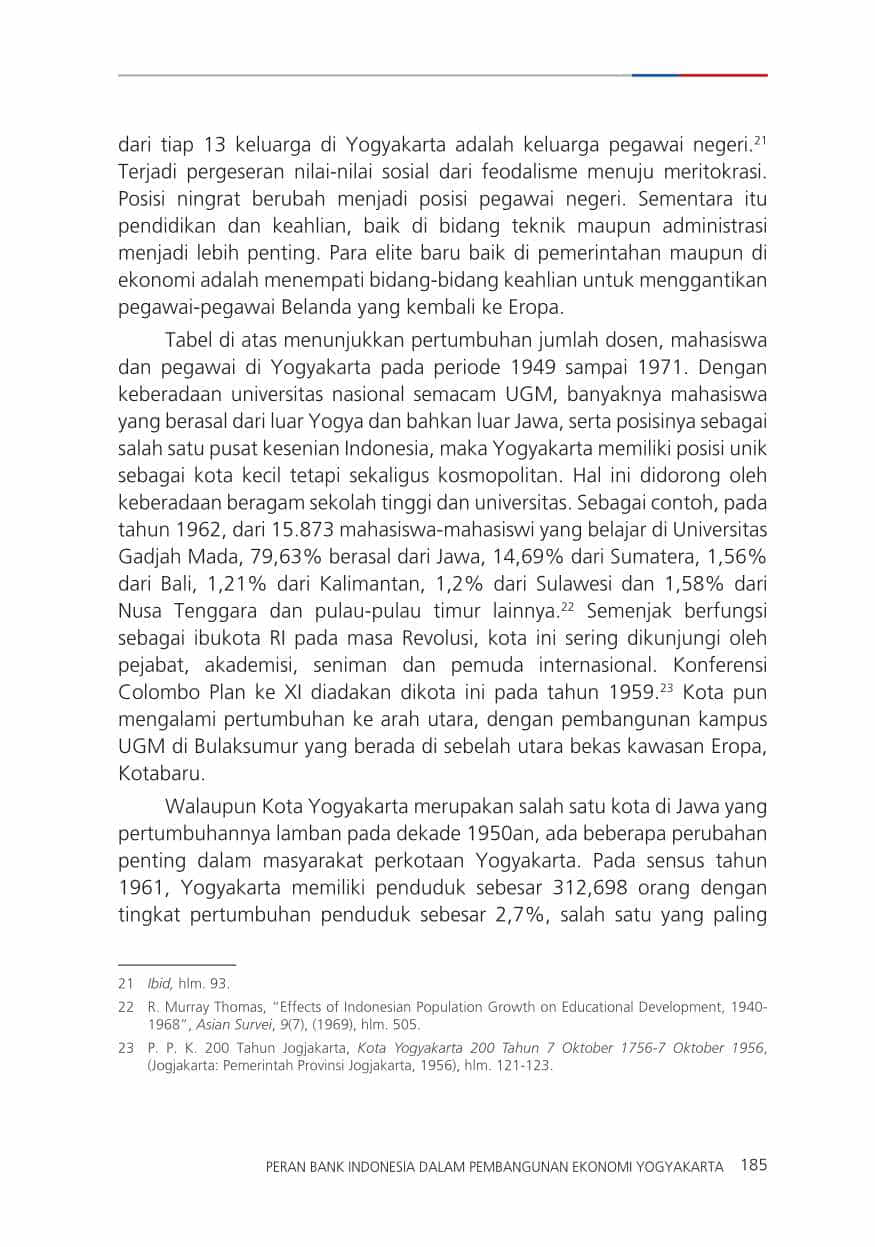 dari tiap 13 keluarga di Yogyakarta adalah keluarga pegawai negeri.21
Terjadi pergeseran nilai-nilai sosial dari feodalisme menuju meritokrasi.
Posisi ningrat berubah menjadi posisi pegawai negeri. Sementara itu
pendidikan dan keahlian, baik di bidang teknik maupun administrasi
menjadi lebih penting. Para elite baru baik di pemerintahan maupun di
ekonomi adalah menempati bidang-bidang keahlian untuk menggantikan
pegawai-pegawai Belanda yang kembali ke Eropa.
Tabel di atas menunjukkan pertumbuhan jumlah dosen, mahasiswa
dan pegawai di Yogyakarta pada periode 1949 sampai 1971. Dengan
keberadaan universitas nasional semacam UGM, banyaknya mahasiswa
yang berasal dari luar Yogya dan bahkan luar Jawa, serta posisinya sebagai
salah satu pusat kesenian Indonesia, maka Yogyakarta memiliki posisi unik
sebagai kota kecil tetapi sekaligus kosmopolitan. Hal ini didorong oleh
keberadaan beragam sekolah tinggi dan universitas. Sebagai contoh, pada
tahun 1962, dari 15.873 mahasiswa-mahasiswi yang belajar di Universitas
Gadjah Mada, 79,63% berasal dari Jawa, 14,69% dari Sumatera, 1,56%
dari Bali, 1,21% dari Kalimantan, 1,2% dari Sulawesi dan 1,58% dari
Nusa Tenggara dan pulau-pulau timur lainnya.22 Semenjak berfungsi
sebagai ibukota RI pada masa Revolusi, kota ini sering dikunjungi oleh
pejabat, akademisi, seniman dan pemuda internasional. Konferensi
Colombo Plan ke XI diadakan dikota ini pada tahun 1959.23 Kota pun
mengalami pertumbuhan ke arah utara, dengan pembangunan kampus
UGM di Bulaksumur yang berada di sebelah utara bekas kawasan Eropa,
Kotabaru.
Walaupun Kota Yogyakarta merupakan salah satu kota di Jawa yang
pertumbuhannya lamban pada dekade 1950an, ada beberapa perubahan
penting dalam masyarakat perkotaan Yogyakarta. Pada sensus tahun
1961, Yogyakarta memiliki penduduk sebesar 312,698 orang dengan
tingkat pertumbuhan penduduk sebesar 2,7%, salah satu yang paling
21 Ibid, hlm. 93.
22 R. Murray Thomas, “Effects of Indonesian Population Growth on Educational Development, 1940-
1968”, Asian Survei, 9(7), (1969), hlm. 505.
23 P. P. K. 200 Tahun Jogjakarta, Kota Yogyakarta 200 Tahun 7 Oktober 1756-7 Oktober 1956,
(Jogjakarta: Pemerintah Provinsi Jogjakarta, 1956), hlm. 121-123.
PERAN BANK INDONESIA DALAM PEMBANGUNAN EKONOMI YOGYAKARTA 185